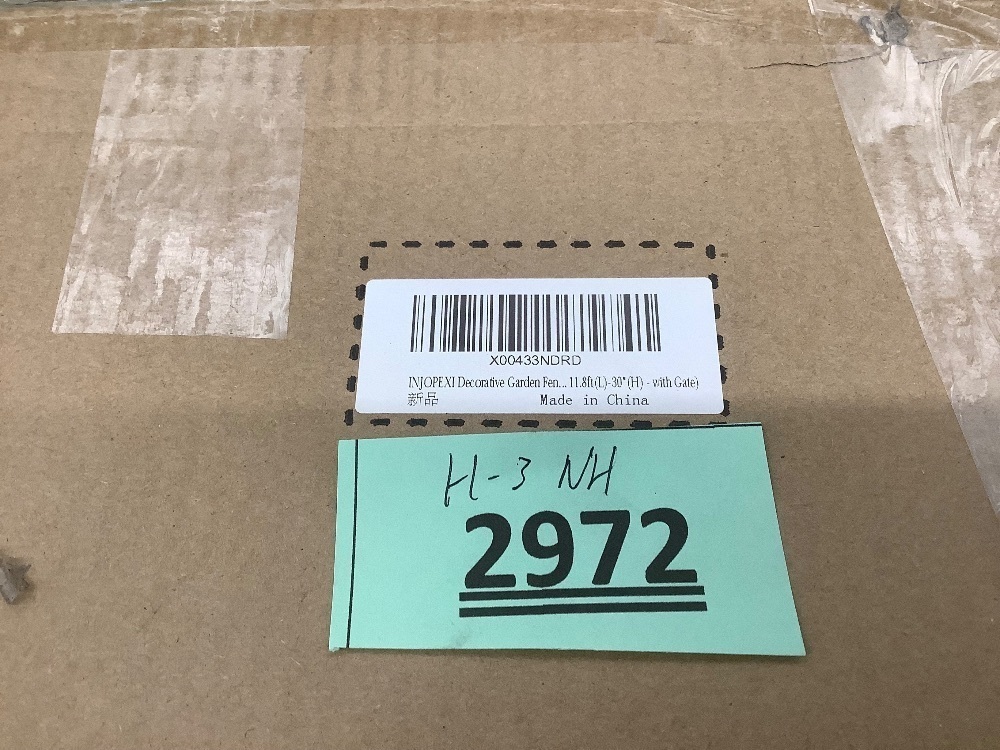 X00433NDRD
INJOPEXI Decorative Garden Fen... 11.8ft(L)-30"(H) - with Gate)
新品 Made in China
H-3 NH
2972